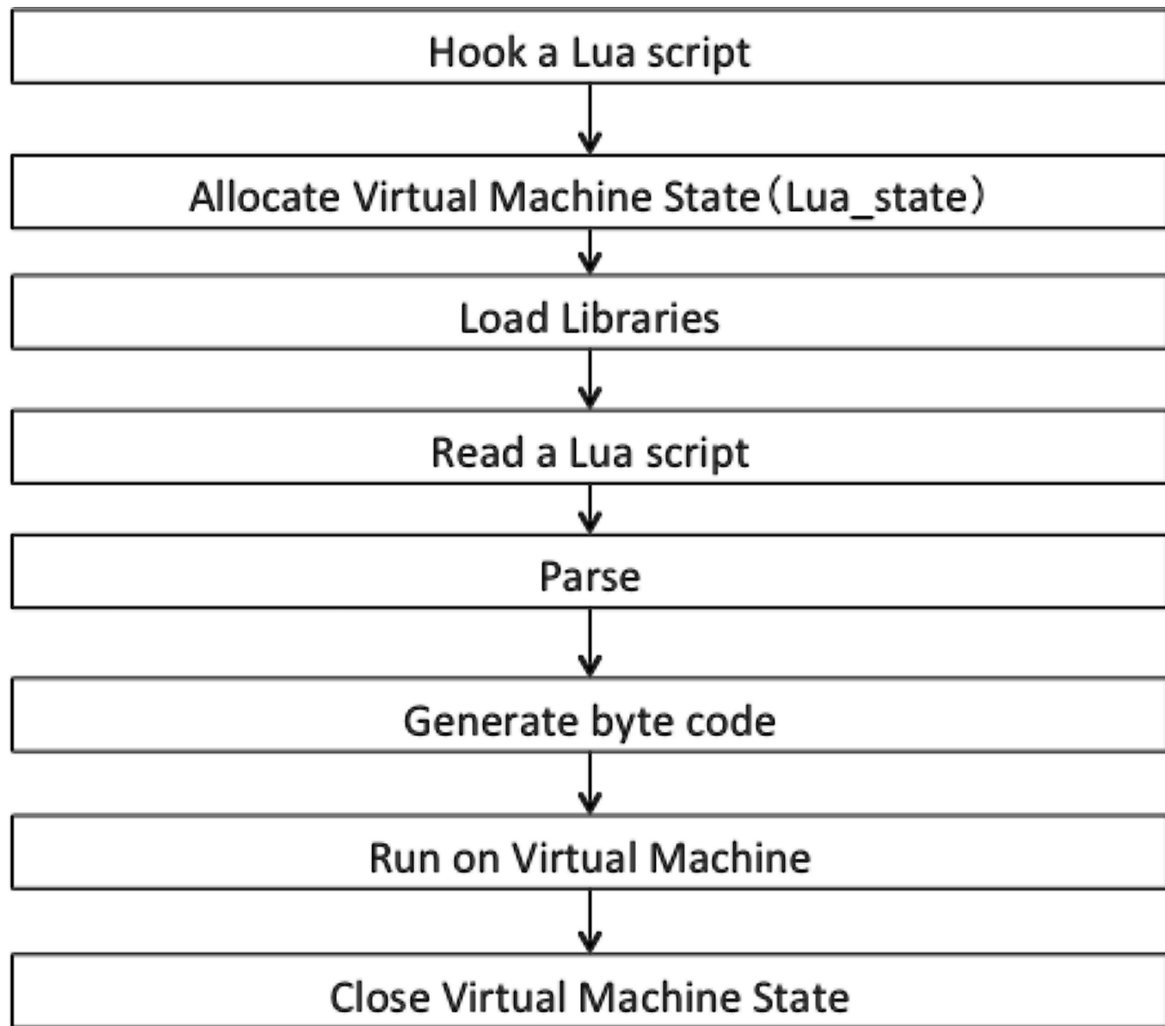 Hook a Lua script
Allocate Virtual Machine State（Lua_state）
Load Libraries
Read a Lua script
Parse
Generate byte code
Run on Virtual Machine
Close Virtual Machine State